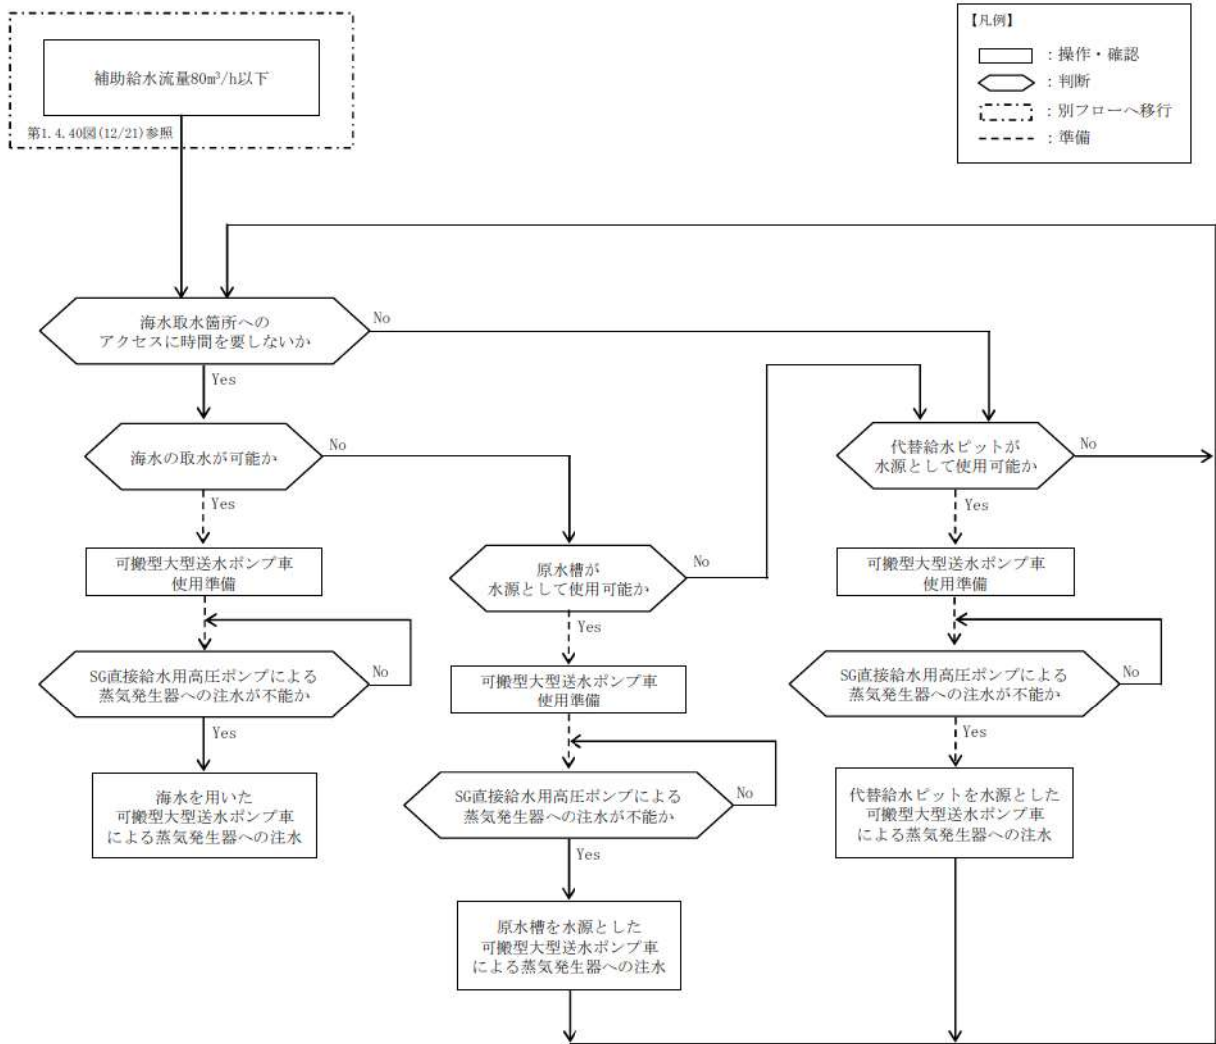 【凡例】
：操作・確認
：判断
：別フローへ移行
：準備
補助給水流量80m³/h以下
第1.4.40図(12/21)参照
海水取水箇所への
アクセスに時間を要しないか
No
Yes
海水の取水が可能か
No
Yes
可搬型大型送水ポンプ車
使用準備
SG直接給水用高圧ポンプによる
蒸気発生器への注水が不能か
No
Yes
海水を用いた
可搬型大型送水ポンプ車
による蒸気発生器への注水
原水槽が
水源として使用可能か
No
Yes
可搬型大型送水ポンプ車
使用準備
SG直接給水用高圧ポンプによる
蒸気発生器への注水が不能か
No
Yes
原水槽を水源とした
可搬型大型送水ポンプ車
による蒸気発生器への注水
代替給水ピットが
水源として使用可能か
No
Yes
可搬型大型送水ポンプ車
使用準備
SG直接給水用高圧ポンプによる
蒸気発生器への注水が不能か
No
Yes
代替給水ピットを水源とした
可搬型大型送水ポンプ車
による蒸気発生器への注水